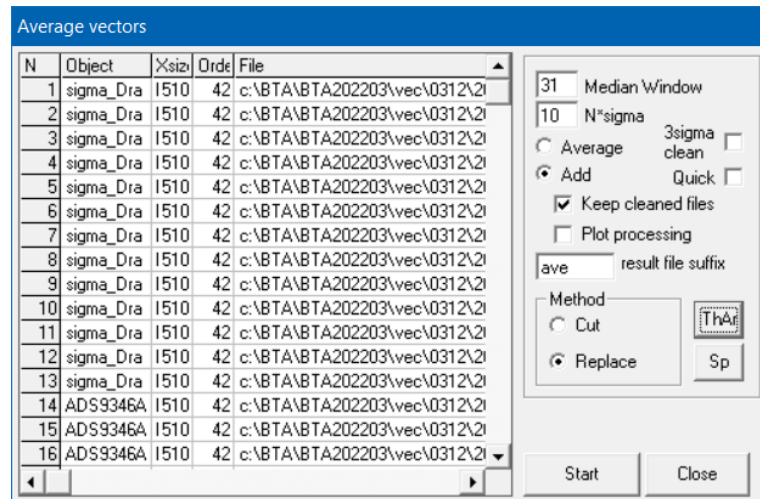 Average vectors
N Object Xsiz Orde File
1 sigma_Dra I510 42 c:\BTA\BTA202203\vec\0312\2
2 sigma_Dra I510 42 c:\BTA\BTA202203\vec\0312\2
3 sigma_Dra I510 42 c:\BTA\BTA202203\vec\0312\2
4 sigma_Dra I510 42 c:\BTA\BTA202203\vec\0312\2
5 sigma_Dra I510 42 c:\BTA\BTA202203\vec\0312\2
6 sigma_Dra I510 42 c:\BTA\BTA202203\vec\0312\2
7 sigma_Dra I510 42 c:\BTA\BTA202203\vec\0312\2
8 sigma_Dra I510 42 c:\BTA\BTA202203\vec\0312\2
9 sigma_Dra I510 42 c:\BTA\BTA202203\vec\0312\2
10 sigma_Dra I510 42 c:\BTA\BTA202203\vec\0312\2
11 sigma_Dra I510 42 c:\BTA\BTA202203\vec\0312\2
12 sigma_Dra I510 42 c:\BTA\BTA202203\vec\0312\2
13 sigma_Dra I510 42 c:\BTA\BTA202203\vec\0312\2
14 ADS9346A I510 42 c:\BTA\BTA202203\vec\0312\2
15 ADS9346A I510 42 c:\BTA\BTA202203\vec\0312\2
16 ADS9346A I510 42 c:\BTA\BTA202203\vec\0312\2
31 Median Window
10 N*sigma
Average
3sigma
clean
Add
Quick
Keep cleaned files
Plot processing
ave result file suffix
Method
Cut
ThAr
Replace
Sp
Start
Close